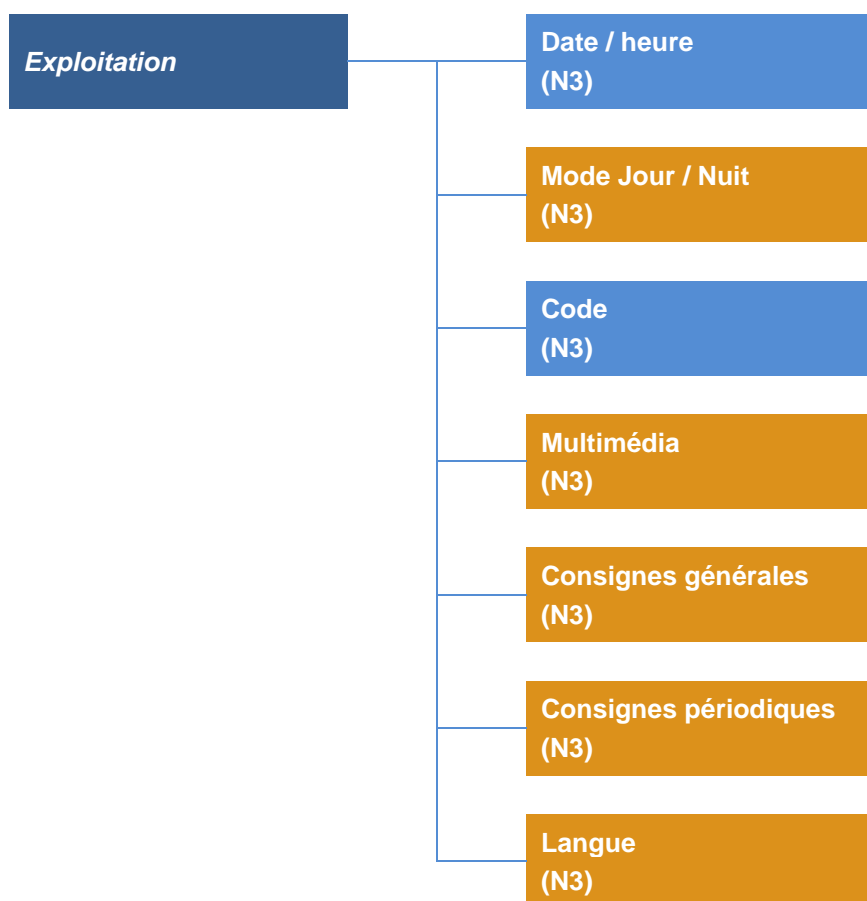 Exploitation
Date / heure
(N3)
Mode Jour / Nuit
(N3)
Code
(N3)
Multimédia
(N3)
Consignes générales
(N3)
Consignes périodiques
(N3)
Langue
(N3)